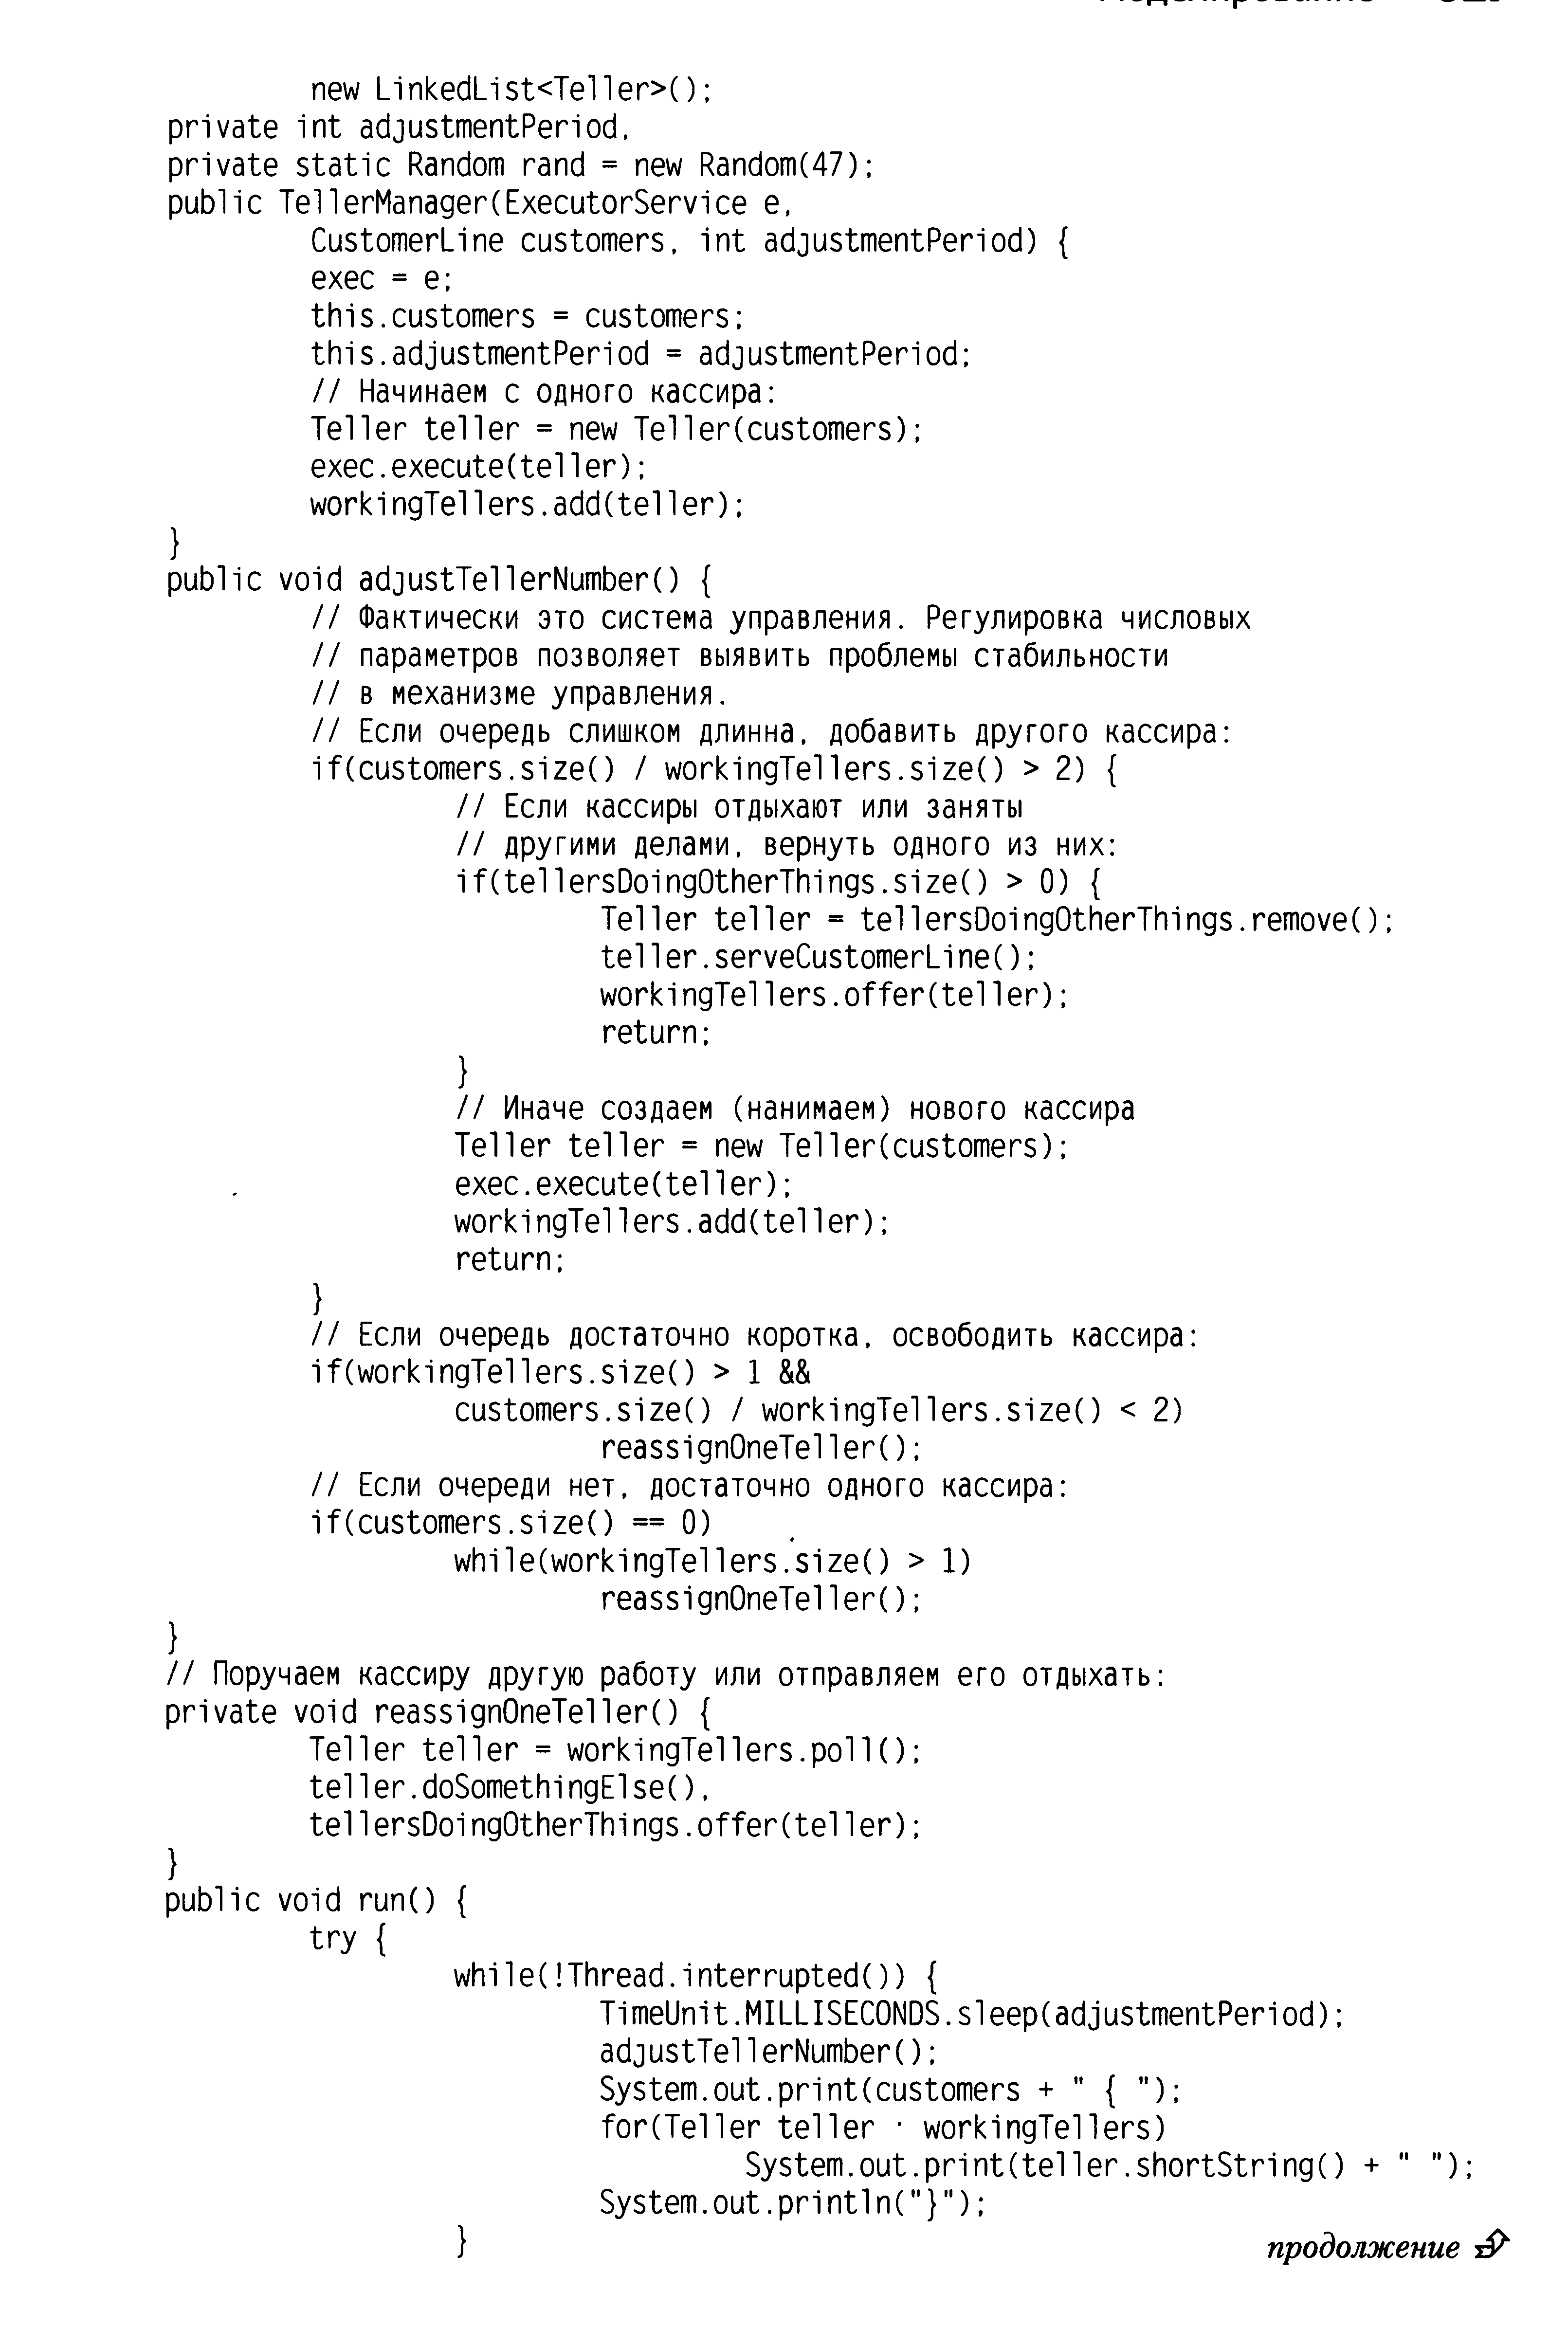 new LinkedList<Teller>();
private int adjustmentPeriod.
private static Random rand = new Random(47);
public TellerManager(ExecutorService e.
CustomerLine customers. int adjustmentPeriod) {
exec = e;
this.customers = customers;
this.adjustmentPeriod = adjustmentPeriod;
// Начинаем с одного кассира:
Teller teller = new Teller(customers);
exec.execute(teller);
workingTellers.add(teller);
}
public void adjustTellerNumber() {
// Фактически это система управления. Регулировка числовых
// параметров позволяет выявить проблемы стабильности
// в механизме управления.
// Если очередь слишком длинна. добавить другого кассира:
if(customers.size() / workingTellers.size() > 2) {
// Если кассиры отдыхают или заняты
// другими делами. вернуть одного из них:
if(tellersDoingOtherThings.size() > 0) {
Teller teller = tellersDoingOtherThings.remove();
teller.serveCustomerLine();
workingTellers.offer(teller);
return;
}
// Иначе создаем (нанимаем) нового кассира
Teller teller = new Teller(customers);
exec.execute(teller);
workingTellers.add(teller);
return;
}
// Если очередь достаточно коротка. освободить кассира:
if(workingTellers.size() > 1 &&
customers.size() / workingTellers.size() < 2)
reassignOneTeller();
// Если очереди нет. достаточно одного кассира:
if(customers.size() == 0)
while(workingTellers.size() > 1)
reassignOneTeller();
}
// Поручаем кассиру другую работу или отправляем его отдыхать:
private void reassignOneTeller() {
Teller teller = workingTellers.poll();
teller.doSomethingElse().
tellersDoingOtherThings.offer(teller);
}
public void run() {
try {
while(!Thread.interrupted()) {
TimeUnit.MILLISECONDS.sleep(adjustmentPeriod);
adjustTellerNumber();
System.out.print(customers + " { ");
for(Teller teller · workingTellers)
System.out.print(teller.shortString() + " ");
System.out.println("}");
}
продолжение